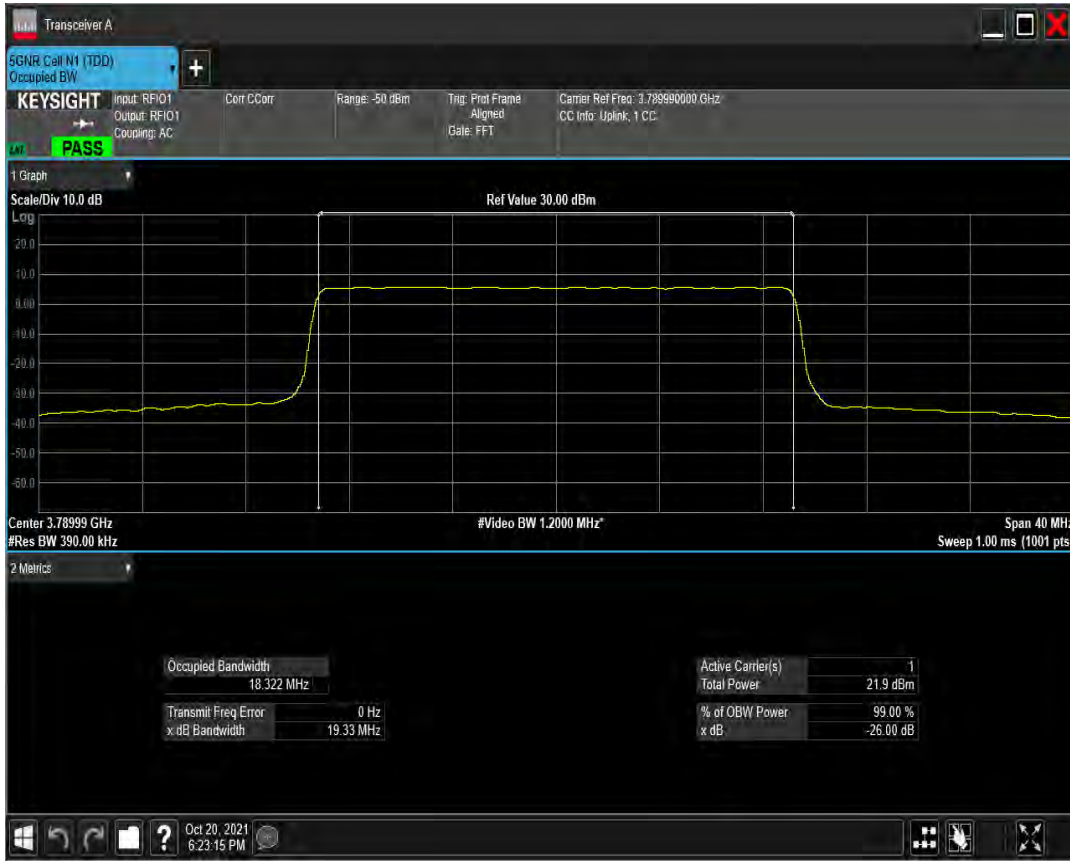 Transceiver A
5GNR Cell N1 (TDD)
Occupied BW
+
KEYSIGHT
PASS
Input: RFIO1
Output: RFIO1
Coupling: AC
Corr CCorr
Range: -50 dBm
Trig: Prot Frame
Aligned
Gate: FFT
Carrier Ref Freq: 3.789990000 GHz
CC Info: Uplink, 1 CC
1 Graph
Scale/Div 10.0 dB
Ref Value 30.00 dBm
Log
20.0
10.0
0.00
-10.0
-20.0
-30.0
-40.0
-50.0
-60.0
Center 3.78999 GHz
#Video BW 1.2000 MHz*
Span 40 MHz
#Res BW 390.00 kHz
Sweep 1.00 ms (1001 pts
2 Metrics
Occupied Bandwidth
18.322 MHz
Transmit Freq Error 0 Hz
x dB Bandwidth 19.33 MHz
Active Carrier(s) 1
Total Power 21.9 dBm
% of OBW Power 99.00 %
x dB -26.00 dB
?
Oct 20, 2021
6:23:15 PM